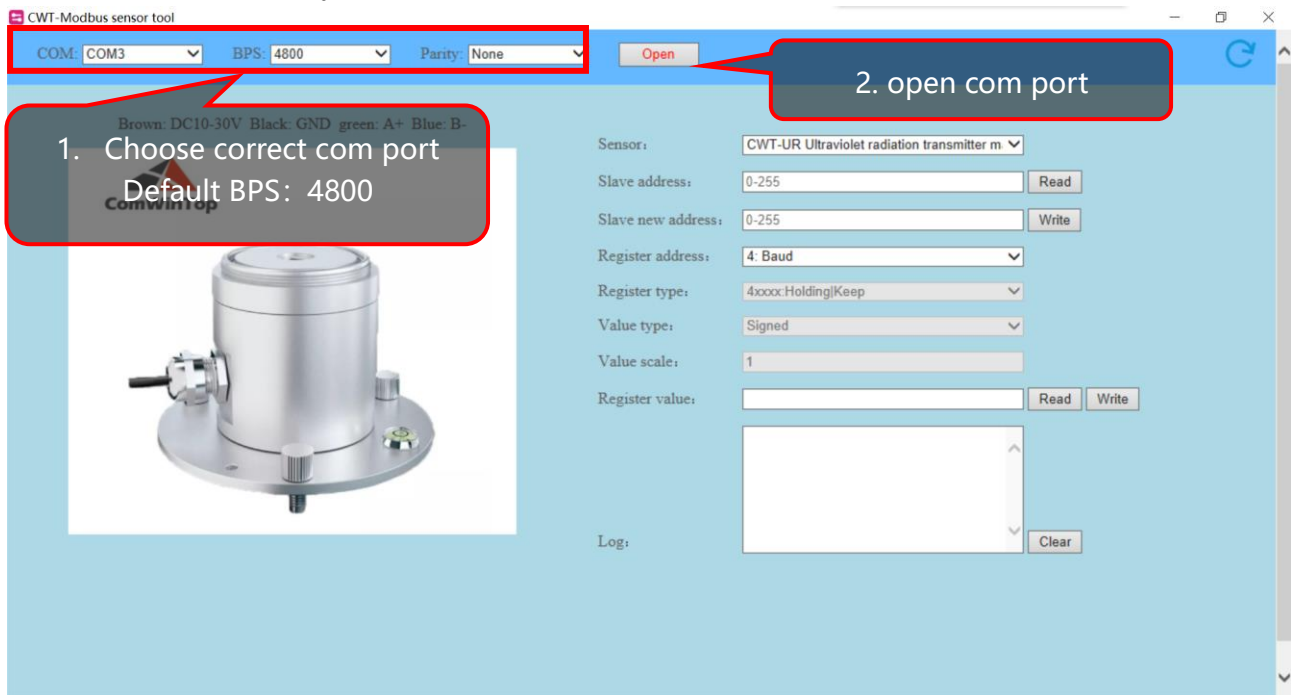 CWT-Modbus sensor tool
COM: COM3 BPS: 4800 Parity: None Open
2. open com port
Brown: DC10-30V Black: GND green: A+ Blue: B-
1. Choose correct com port
Default BPS：4800
ComWinTop
Sensor： CWT-UR Ultraviolet radiation transmitter m
Slave address： 0-255 Read
Slave new address： 0-255 Write
Register address： 4: Baud
Register type： 4xxxx:Holding|Keep
Value type： Signed
Value scale： 1
Register value： Read Write
Log： Clear